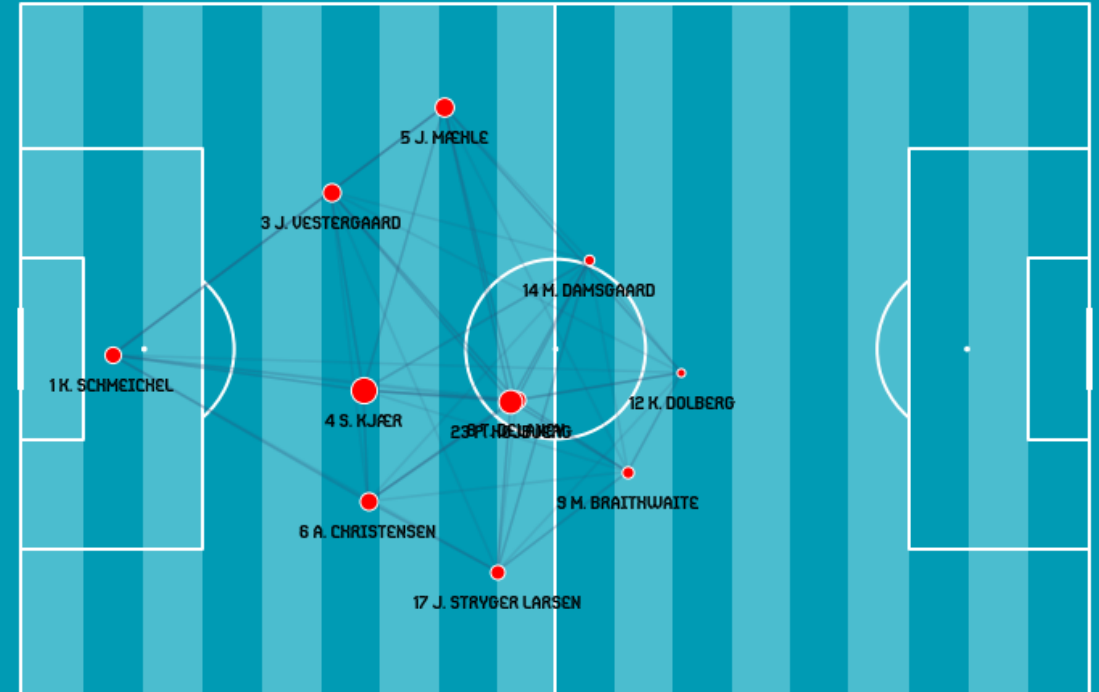 5 J. MÆHLE
3 J. VESTERGAARD
14 M. DAMSGAARD
1 K. SCHMEICHEL
12 K. DOLBERG
4 S. KJÆR
9 M. BRAITHWAITE
6 A. CHRISTENSEN
17 J. STRYGER LARSEN